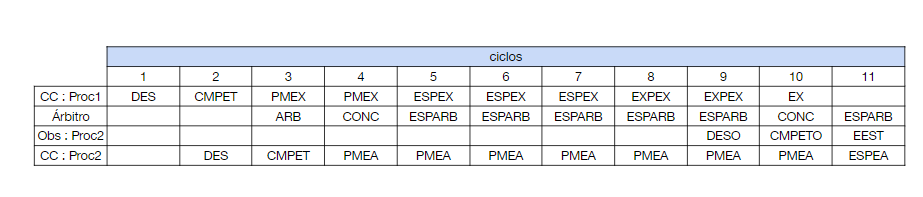 ciclos
1 2 3 4 5 6 7 8 9 10 11
CC : Proc1 DES CMPET PMEX PMEX ESPEX ESPEX ESPEX EXPEX EXPEX EX
Árbitro ARB CONC ESPARB ESPARB ESPARB ESPARB ESPARB CONC ESPARB
Obs : Proc2 DESO CMPETO EEST
CC : Proc2 DES CMPET PMEA PMEA PMEA PMEA PMEA PMEA PMEA ESPEA